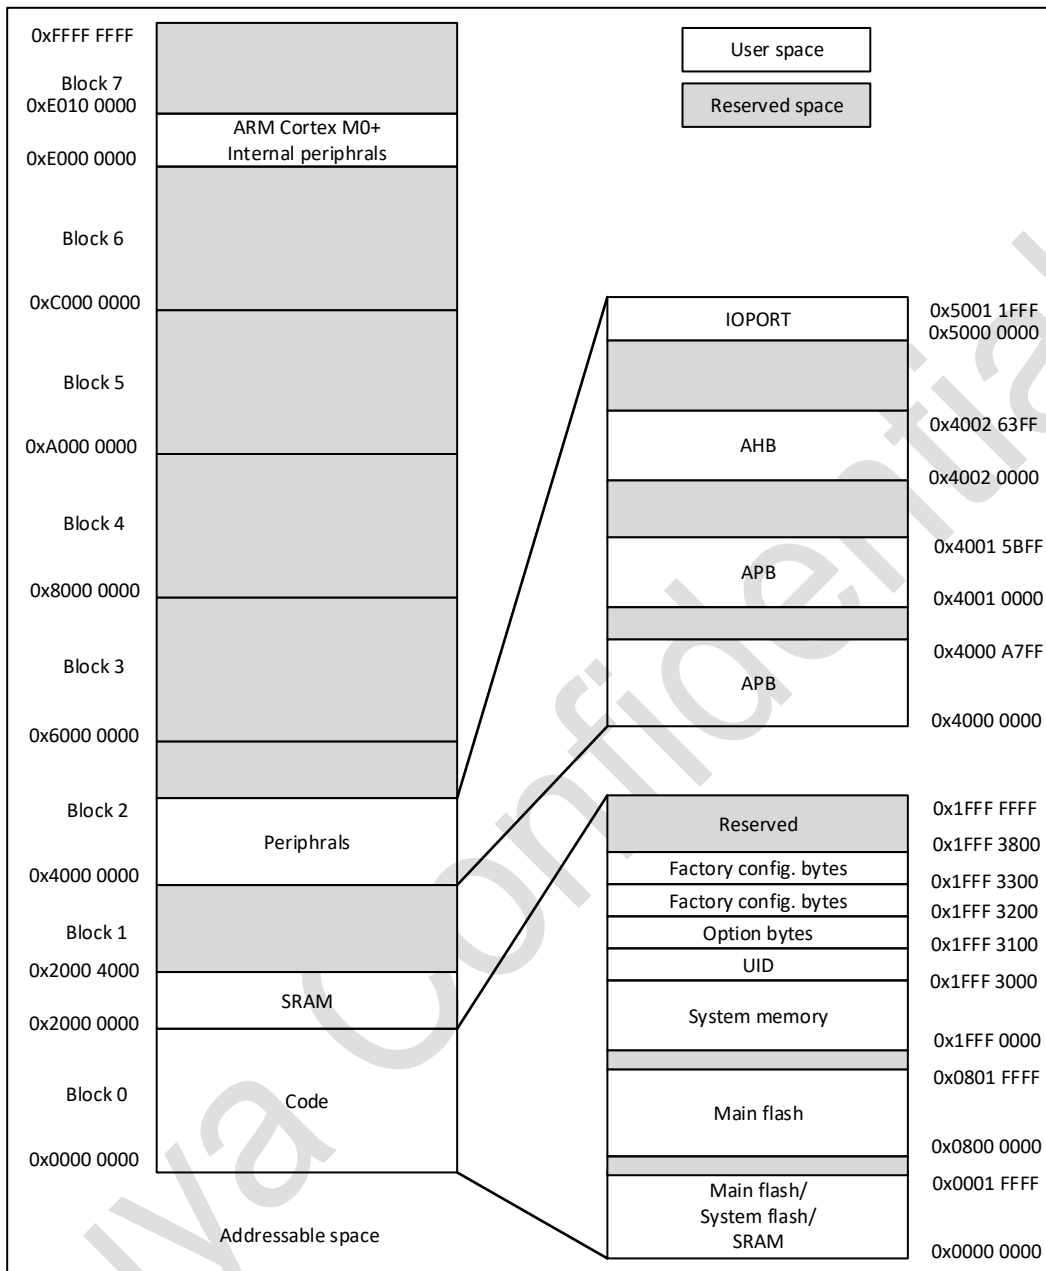 0xFFFF FFFF
Block 7
0xE010 0000
ARM Cortex M0+
Internal periphrals
0xE000 0000
Block 6
0xC000 0000
Block 5
0xA000 0000
Block 4
0x8000 0000
Block 3
0x6000 0000
Block 2
Periphrals
0x4000 0000
Block 1
0x2000 4000
SRAM
0x2000 0000
Block 0
Code
0x0000 0000
Addressable space
User space
Reserved space
IOPORT
0x5001 1FFF
0x5000 0000
0x4002 63FF
AHB
0x4002 0000
0x4001 5BFF
APB
0x4001 0000
0x4000 A7FF
APB
0x4000 0000
0x1FFF FFFF
Reserved
0x1FFF 3800
Factory config. bytes
0x1FFF 3300
Factory config. bytes
0x1FFF 3200
Option bytes
0x1FFF 3100
UID
0x1FFF 3000
System memory
0x1FFF 0000
0x0801 FFFF
Main flash
0x0800 0000
0x0001 FFFF
Main flash/
System flash/
SRAM
0x0000 0000
uya Confidential